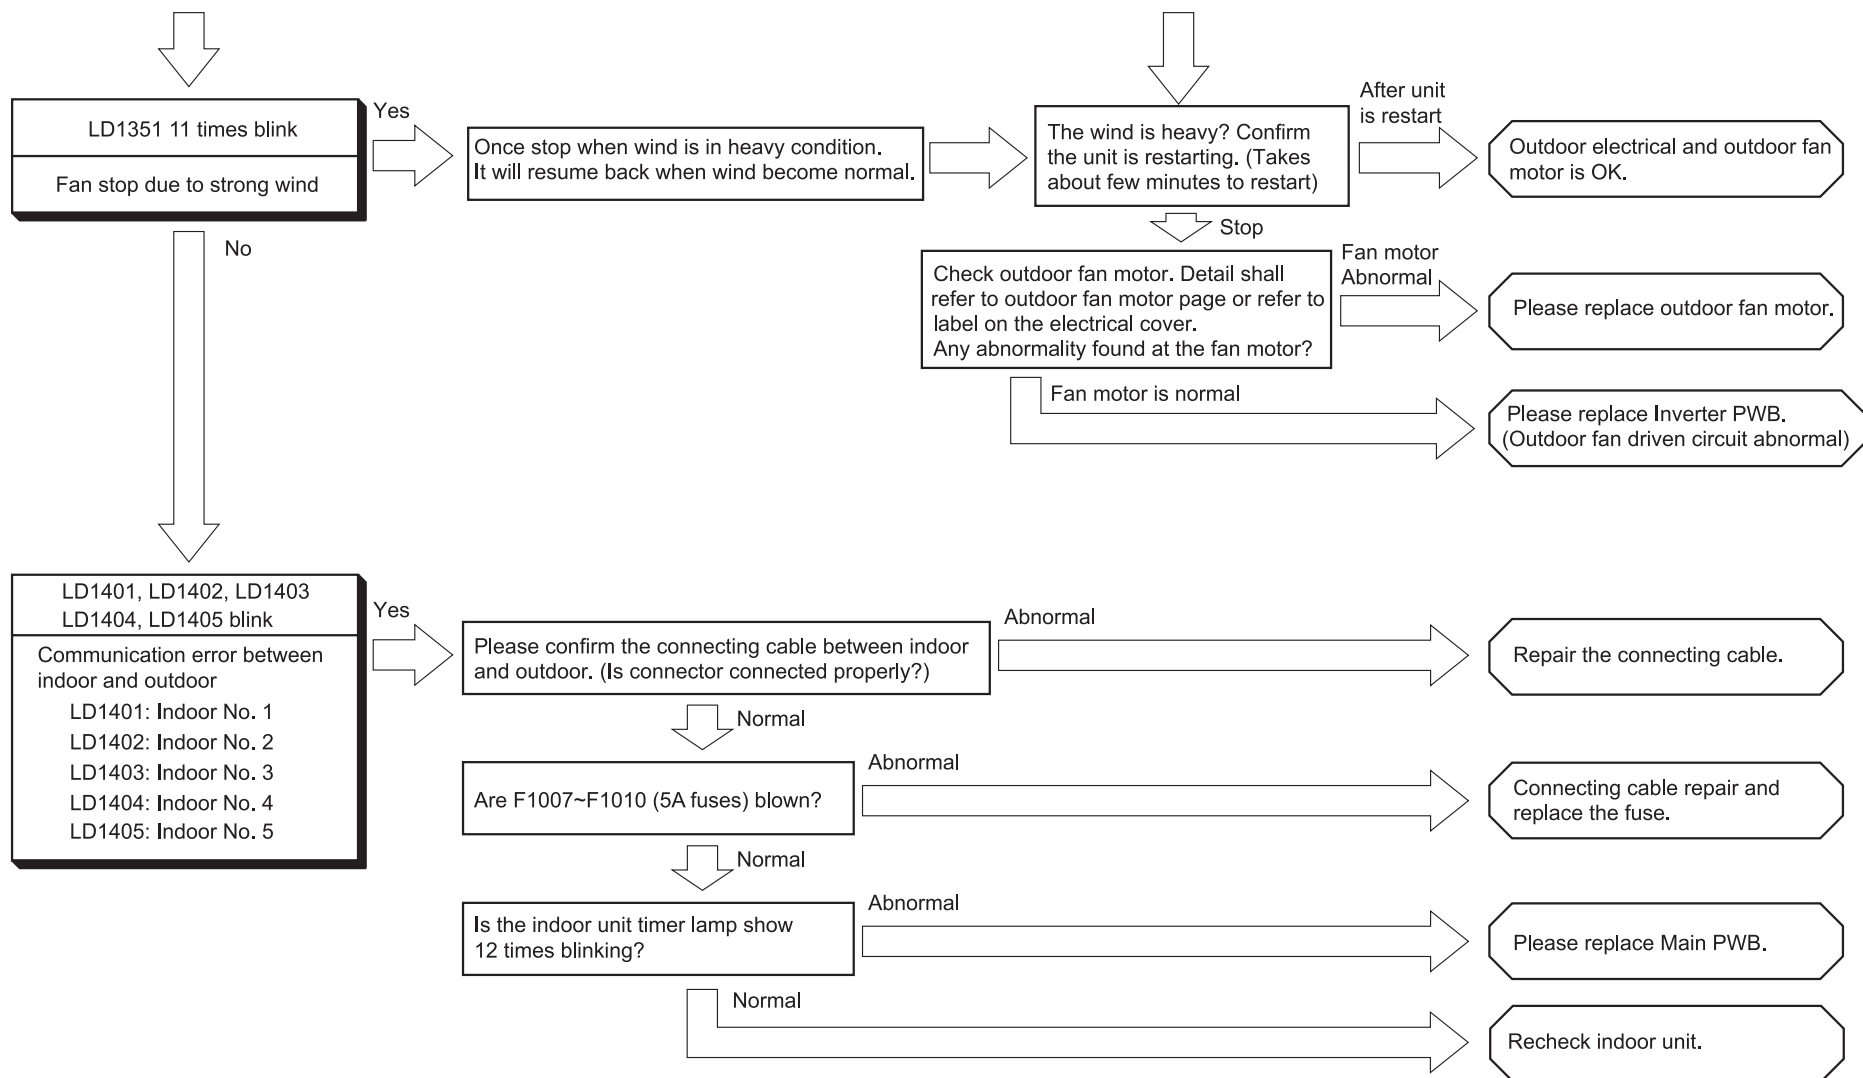 LD1351 11 times blink
Fan stop due to strong wind
Yes
Once stop when wind is in heavy condition.
It will resume back when wind become normal.
The wind is heavy? Confirm
the unit is restarting. (Takes
about few minutes to restart)
After unit
is restart
Outdoor electrical and outdoor fan
motor is OK.
Stop
Check outdoor fan motor. Detail shall
refer to outdoor fan motor page or refer to
label on the electrical cover.
Any abnormality found at the fan motor?
Fan motor
Abnormal
Please replace outdoor fan motor.
Fan motor is normal
Please replace Inverter PWB.
(Outdoor fan driven circuit abnormal)
No
LD1401, LD1402, LD1403
LD1404, LD1405 blink
Communication error between
indoor and outdoor
LD1401: Indoor No. 1
LD1402: Indoor No. 2
LD1403: Indoor No. 3
LD1404: Indoor No. 4
LD1405: Indoor No. 5
Yes
Please confirm the connecting cable between indoor
and outdoor. (Is connector connected properly?)
Abnormal
Repair the connecting cable.
Normal
Are F1007~F1010 (5A fuses) blown?
Abnormal
Connecting cable repair and
replace the fuse.
Normal
Is the indoor unit timer lamp show
12 times blinking?
Abnormal
Please replace Main PWB.
Normal
Recheck indoor unit.